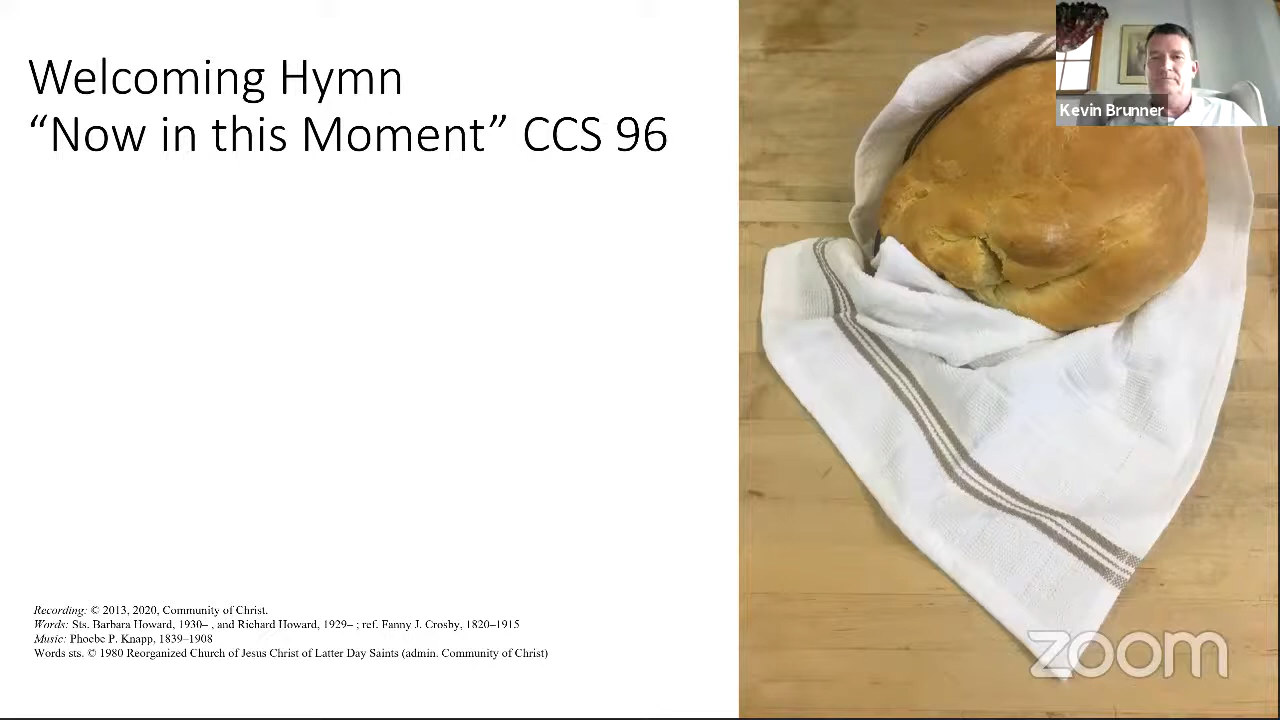 Welcoming Hymn
“Now in this Moment” CCS 96
Kevin Brunner
Recording: © 2013, 2020, Community of Christ.
Words: Sts. Barbara Howard, 1930– , and Richard Howard, 1929– ; ref. Fanny J. Crosby, 1820–1915
Music: Phoebe P. Knapp, 1839–1908
Words sts. © 1980 Reorganized Church of Jesus Christ of Latter Day Saints (admin. Community of Christ)
zoom